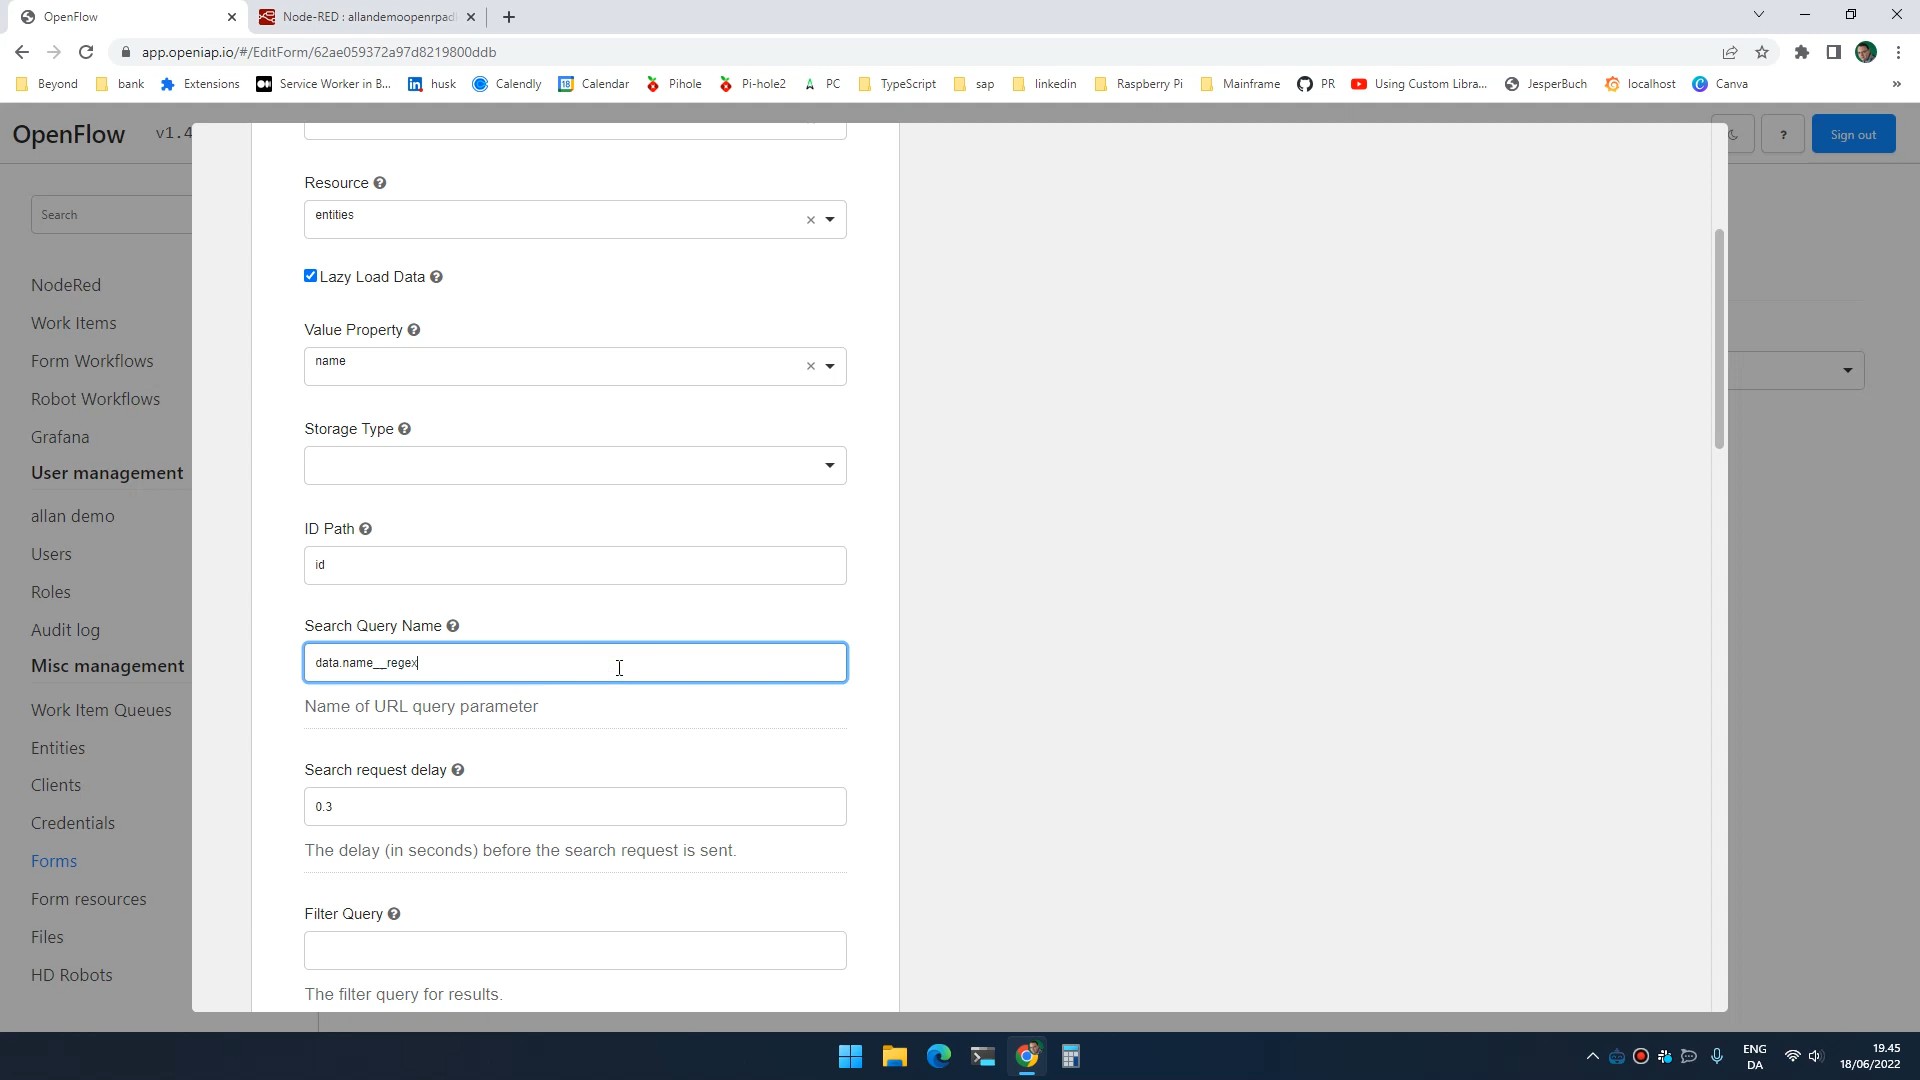 OpenFlow
Node-RED : allandemoopenrpadi
app.openiap.io/#/EditForm/62ae059372a97d8219800ddb
Beyond
bank
Extensions
Service Worker in B...
husk
Calendly
Calendar
Pihole
Pi-hole2
PC
TypeScript
sap
linkedin
Raspberry Pi
Mainframe
PR
Using Custom Libra...
JesperBuch
localhost
Canva
»
OpenFlow
v1.4
?
Sign out
Search
NodeRed
Work Items
Form Workflows
Robot Workflows
Grafana
User management
allan demo
Users
Roles
Audit log
Misc management
Work Item Queues
Entities
Clients
Credentials
Forms
Form resources
Files
HD Robots
Resource
entities
Lazy Load Data
Value Property
name
Storage Type
ID Path
id
Search Query Name
data.name__regex
Name of URL query parameter
Search request delay
0.3
The delay (in seconds) before the search request is sent.
Filter Query
The filter query for results.
ENG
DA
19.45
18/06/2022